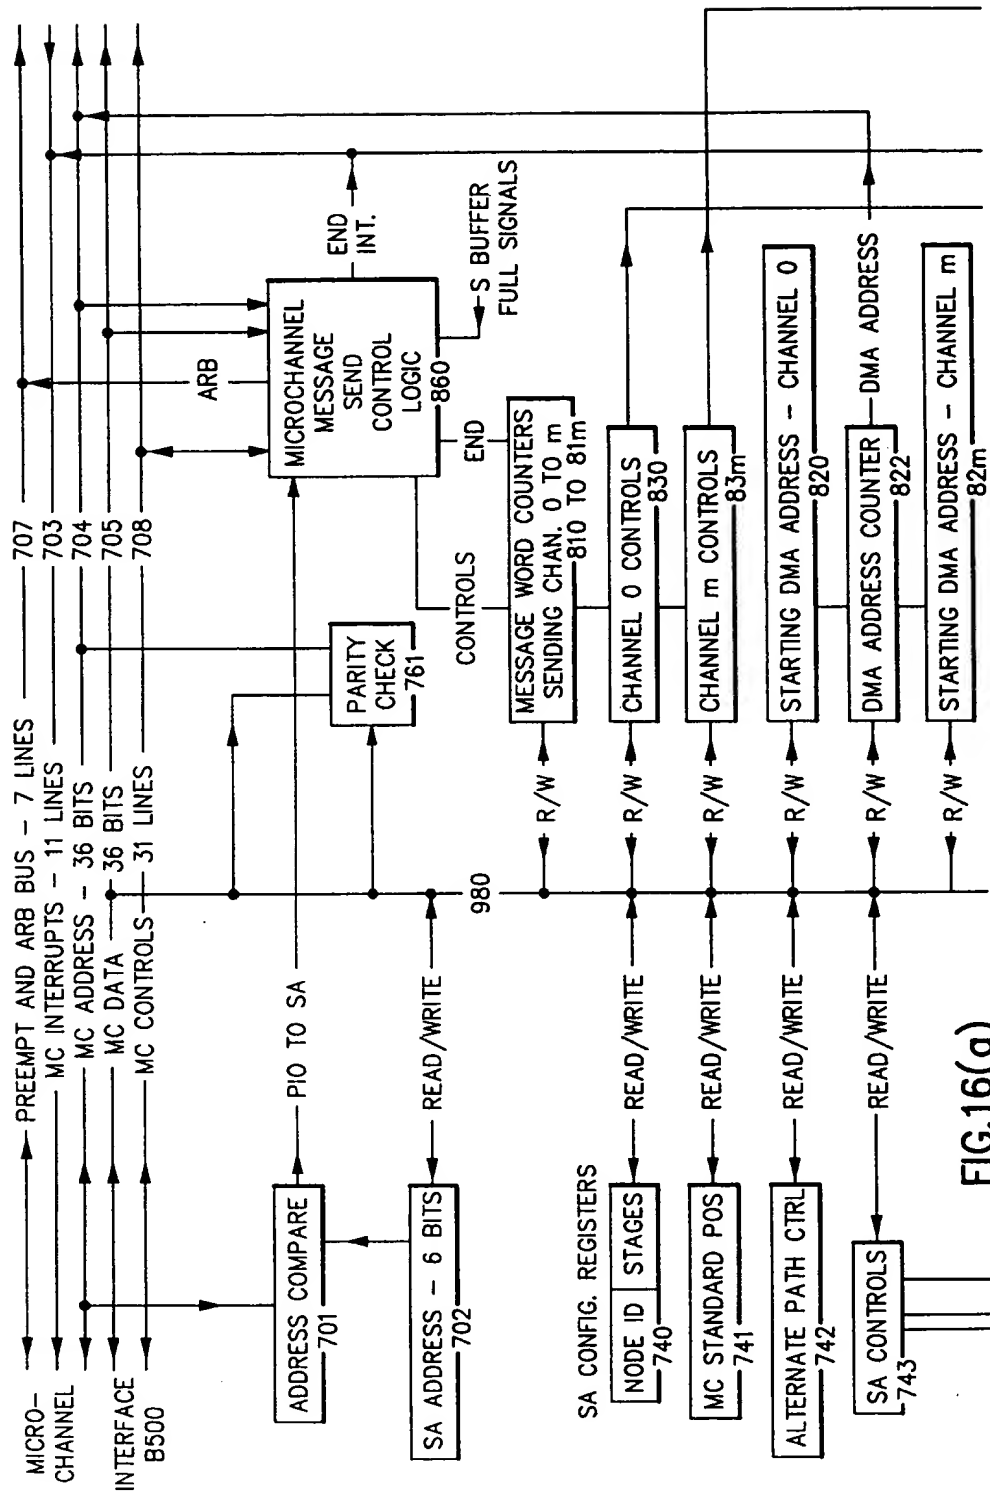 MICRO-
CHANNEL
INTERFACE
B500
PREEMPT AND ARB BUS - 7 LINES 707
MC INTERRUPTS - 11 LINES 703
MC ADDRESS - 36 BITS 704
MC DATA - 36 BITS 705
MC CONTROLS - 31 LINES 708
ADDRESS COMPARE
701
PIO TO SA
SA ADDRESS - 6 BITS
702
READ/WRITE
980
PARITY
CHECK
761
ARB
MICROCHANNEL
MESSAGE
SEND
CONTROL
LOGIC
860
END
INT.
S BUFFER
FULL SIGNALS
CONTROLS
END
SA CONFIG. REGISTERS
NODE ID STAGES
740
READ/WRITE
MC STANDARD POS
741
READ/WRITE
ALTERNATE PATH CTRL
742
READ/WRITE
SA CONTROLS
743
READ/WRITE
R/W
MESSAGE WORD COUNTERS
SENDING CHAN. 0 TO m
810 TO 81m
R/W
CHANNEL 0 CONTROLS
830
R/W
CHANNEL m CONTROLS
83m
R/W
STARTING DMA ADDRESS - CHANNEL 0
820
R/W
DMA ADDRESS COUNTER
822
DMA ADDRESS
R/W
STARTING DMA ADDRESS - CHANNEL m
82m
FIG.16(a)